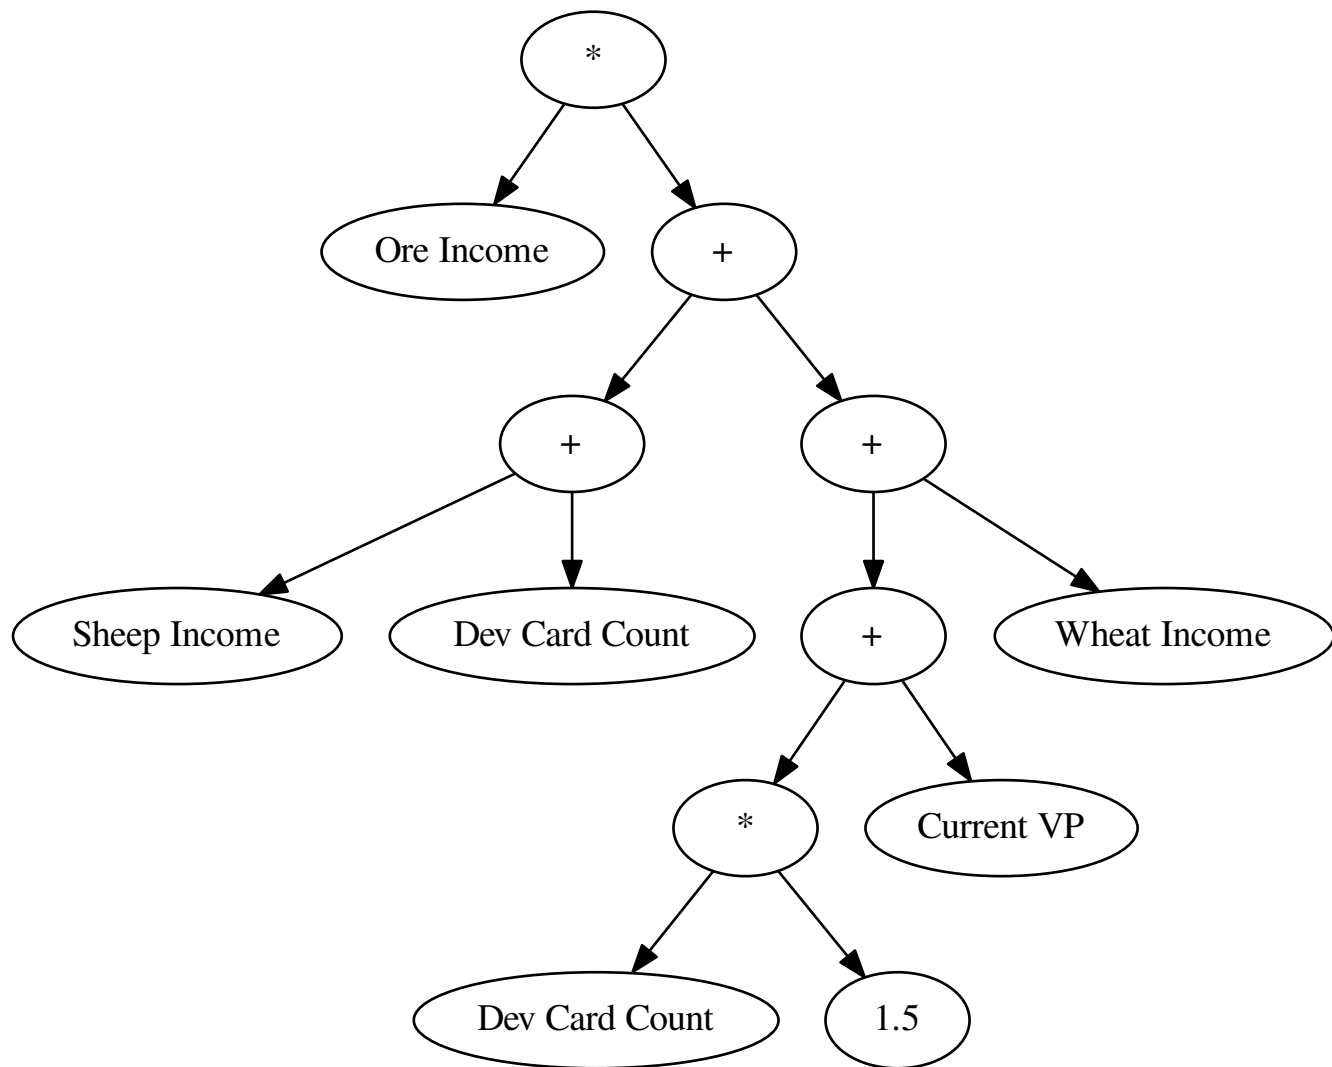 *
Ore Income
+
+
+
Sheep Income
Dev Card Count
+
Wheat Income
*
Current VP
Dev Card Count
1.5